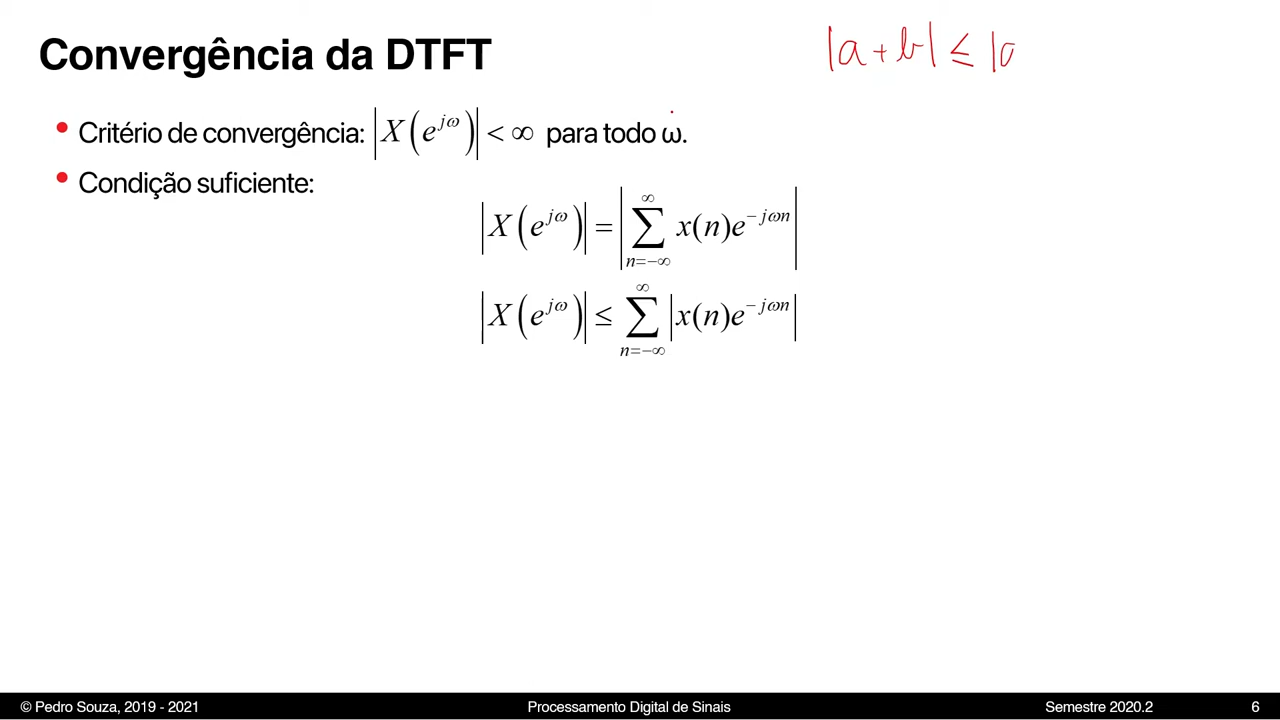 Convergência da DTFT
|a + b| ≤ |a
• Critério de convergência: |X(e^{jω})| < ∞ para todo ω.
• Condição suficiente:
|X(e^{jω})| = |∑_{n=-∞}^{∞} x(n)e^{-jωn}|
|X(e^{jω})| ≤ ∑_{n=-∞}^{∞} |x(n)e^{-jωn}|
© Pedro Souza, 2019 - 2021 Processamento Digital de Sinais Semestre 2020.2 6